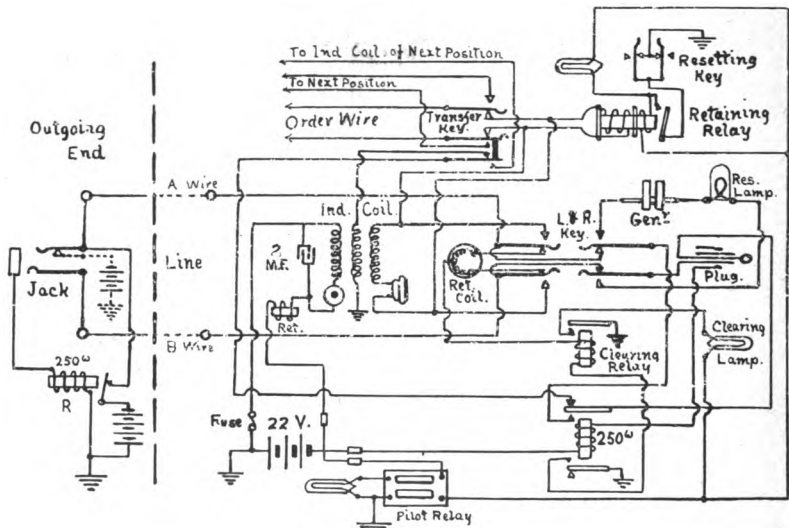 To Ind Coil of Next Position
To Next Position
Order Wire
Transfer
Key.
Resetting
Key
Retaining
Relay
Outgoing
End
A Wire
Line
B Wire
Jack
250ω
R
Ind. Coil.
2
M.F.
Ret.
L & R.
Key.
Ret.
Coil.
Genr
Res.
Lamp.
Plug.
Clearing
Relay
Clearing
Lamp.
250ω
Fuse
22 V.
Pilot Relay